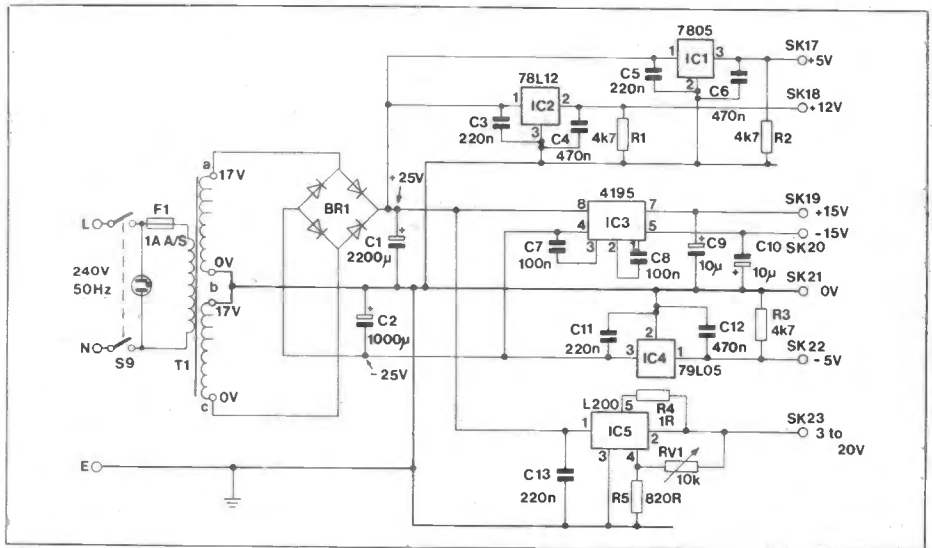 7805
1
IC1
3
2
C5
220n
C6
470n
SK17
+5V
78L12
1
IC2
2
3
C3
220n
C4
470n
4k7
R1
4k7
R2
SK18
+12V
a
17V
0V
b
17V
0V
c
T1
L
F1
1A A/S
240V
50Hz
N
S9
E
BR1
+25V
C1
2200μ
C2
1000μ
-25V
4195
8
IC3
7
4
5
3
2
C7
100n
C8
100n
C9
10μ
C10
10μ
SK19
+15V
-15V
SK20
SK21
0V
C11
220n
2
3
IC4
1
79L05
C12
470n
R3
4k7
SK22
-5V
L200
5
1
IC5
2
3
4
R4
1R
RV1
10k
R5
820R
C13
220n
SK23
3 to
20V